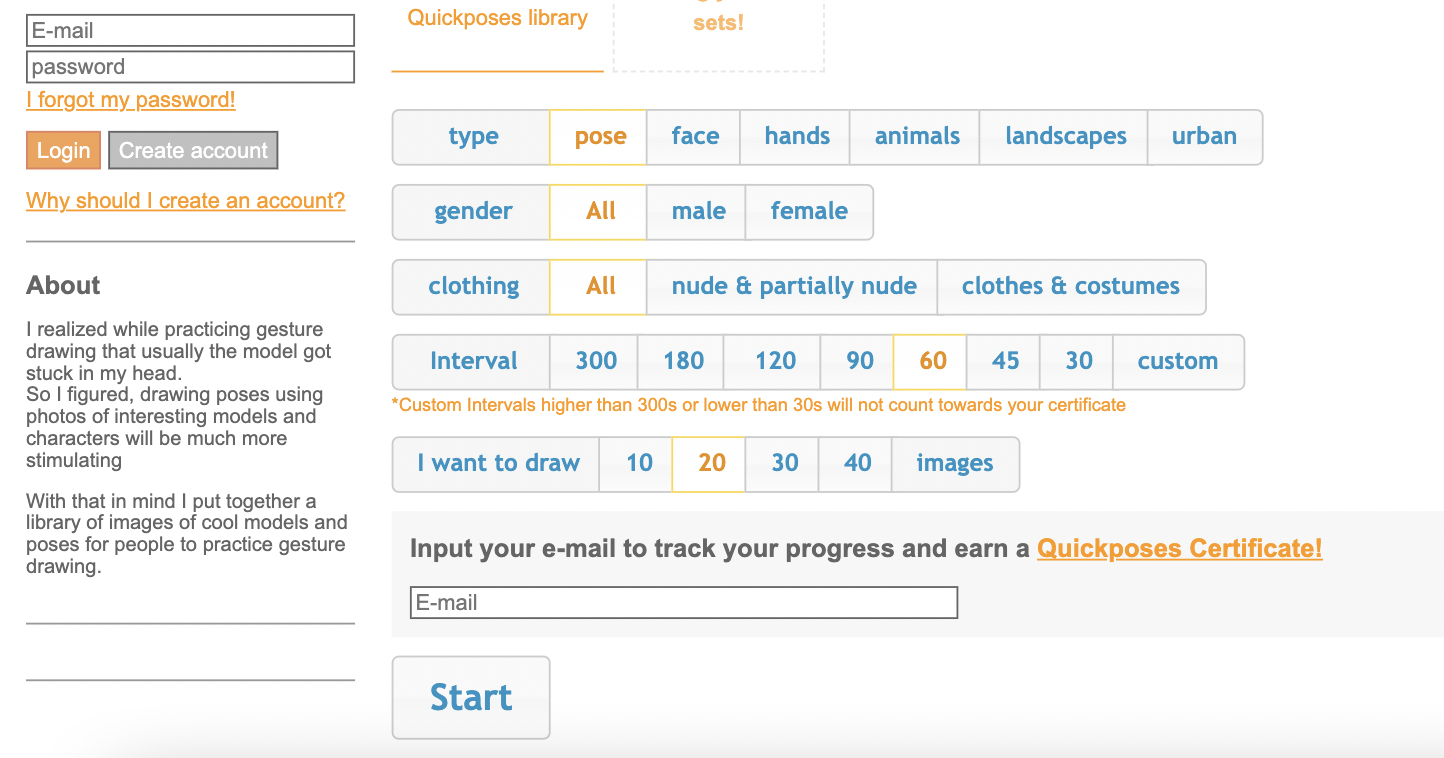 E-mail
password
I forgot my password!
Login Create account
Why should I create an account?
About
I realized while practicing gesture
drawing that usually the model got
stuck in my head.
So I figured, drawing poses using
photos of interesting models and
characters will be much more
stimulating
With that in mind I put together a
library of images of cool models and
poses for people to practice gesture
drawing.
Quickposes library
sets!
type pose face hands animals landscapes urban
gender All male female
clothing All nude & partially nude clothes & costumes
Interval 300 180 120 90 60 45 30 custom
*Custom Intervals higher than 300s or lower than 30s will not count towards your certificate
I want to draw 10 20 30 40 images
Input your e-mail to track your progress and earn a Quickposes Certificate!
E-mail
Start